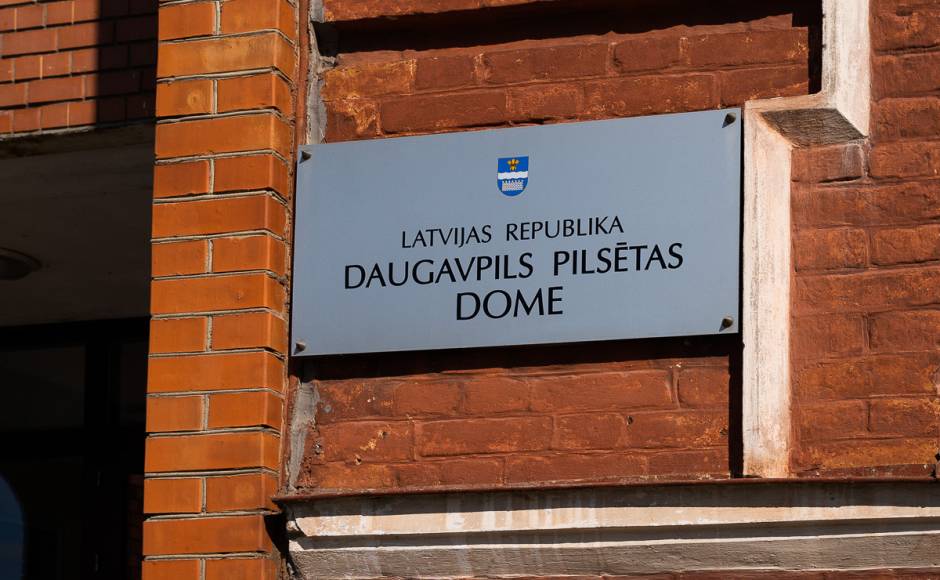 LATVIJAS REPUBLIKA
DAUGAVPILS PILSĒTAS
DOME